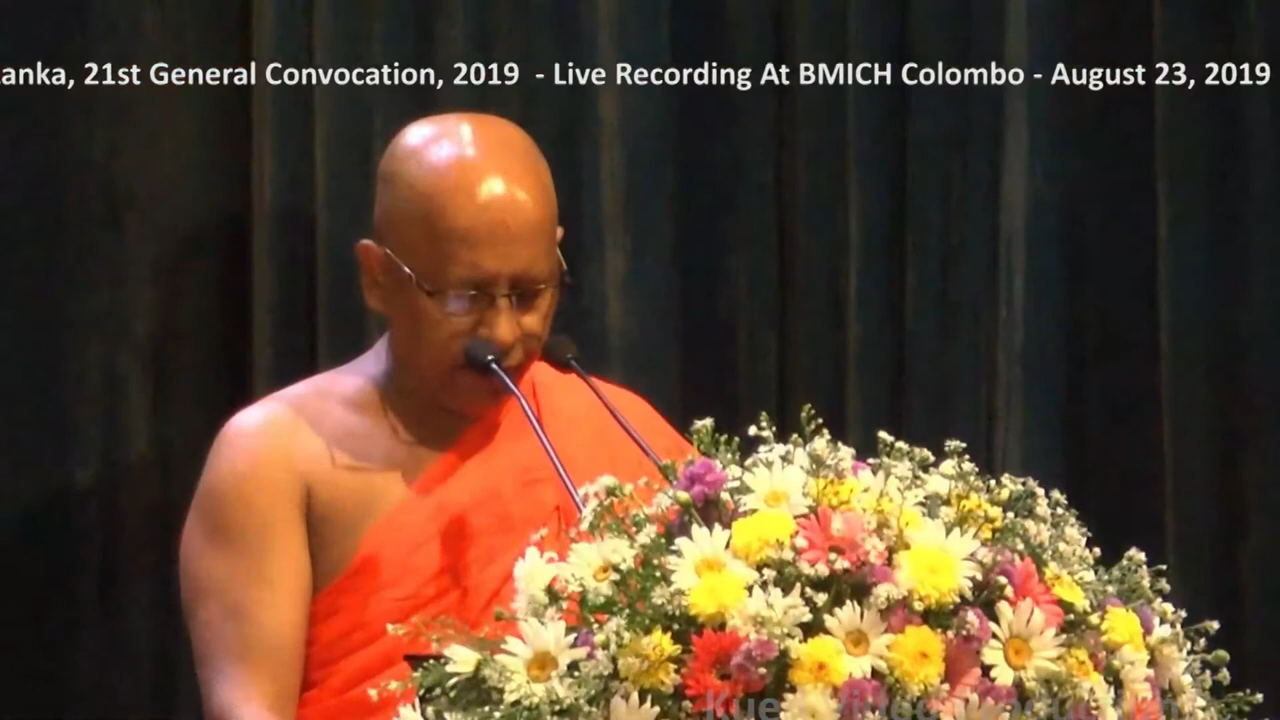 anka, 21st General Convocation, 2019 - Live Recording At BMICH Colombo - August 23, 2019